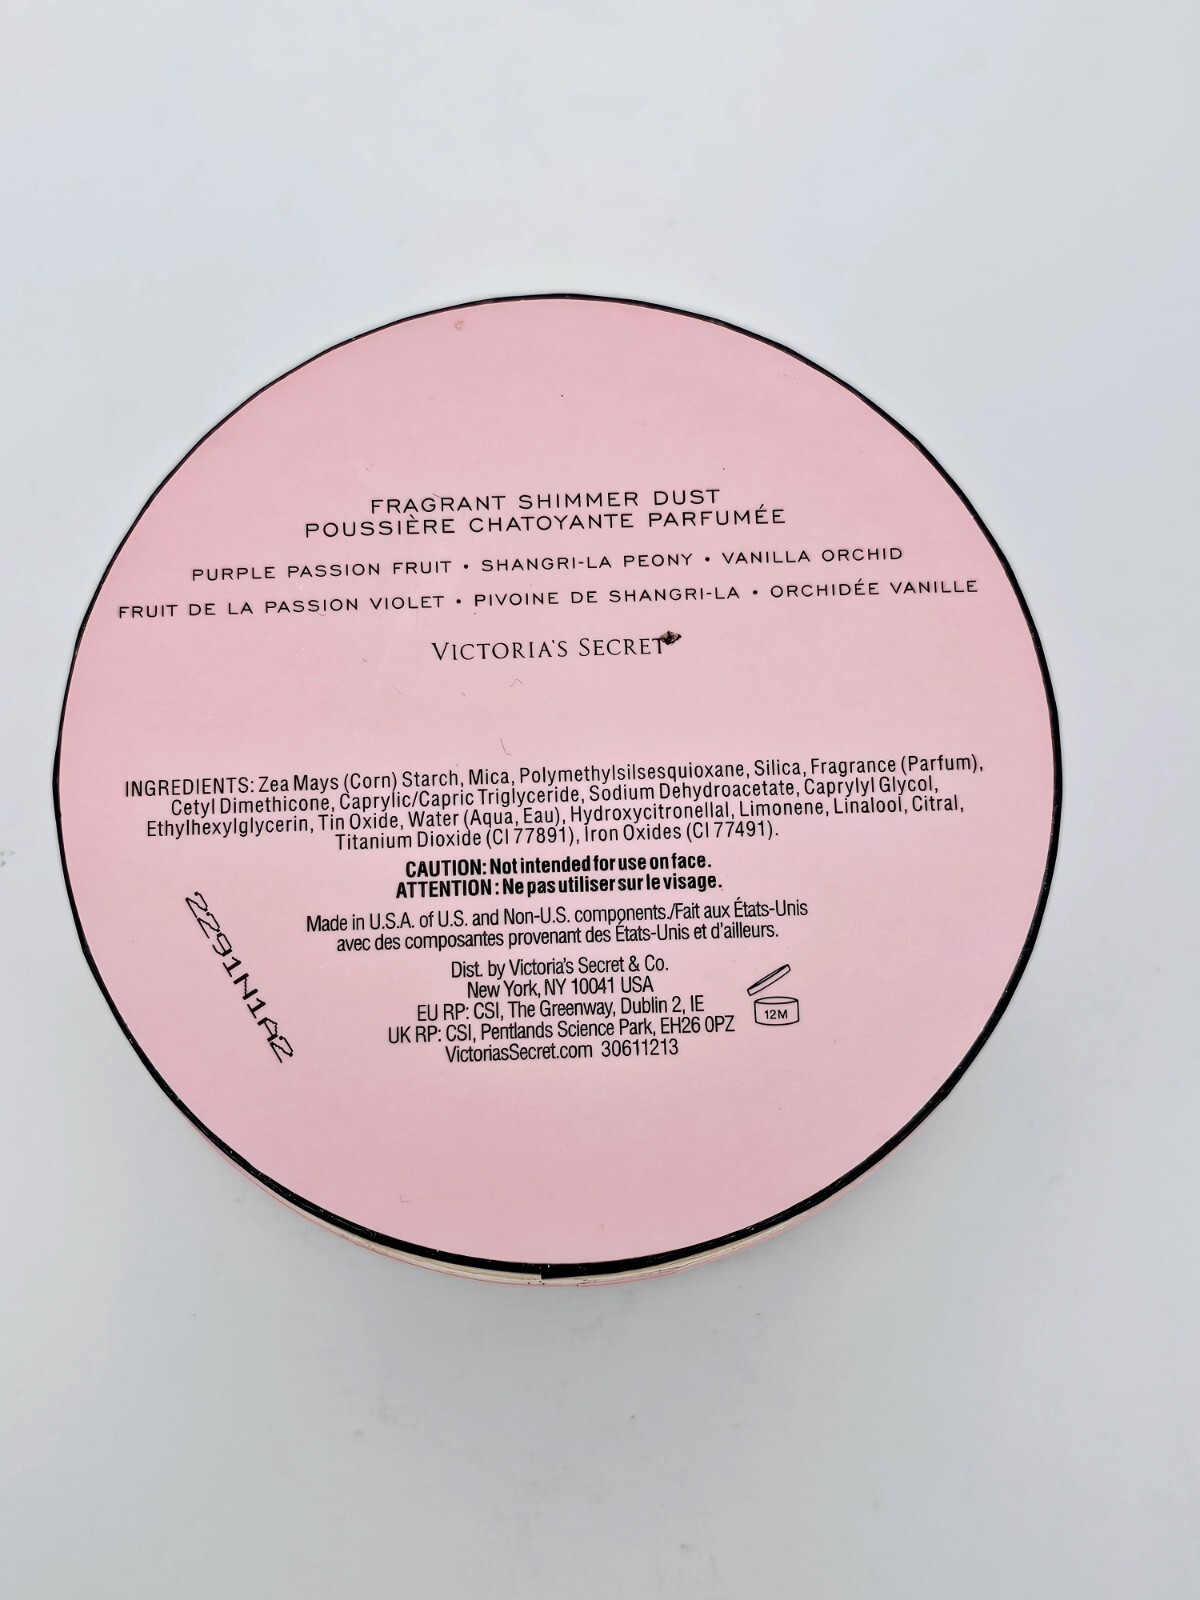 FRAGRANT SHIMMER DUST
POUSSIÈRE CHATOYANTE PARFUMÉE
PURPLE PASSION FRUIT • SHANGRI-LA PEONY • VANILLA ORCHID
FRUIT DE LA PASSION VIOLET • PIVOINE DE SHANGRI-LA • ORCHIDÉE VANILLE
VICTORIA'S SECRET
INGREDIENTS: Zea Mays (Corn) Starch, Mica, Polymethylsilsesquioxane, Silica, Fragrance (Parfum),
Cetyl Dimethicone, Caprylic/Capric Triglyceride, Sodium Dehydroacetate, Caprylyl Glycol,
Ethylhexylglycerin, Tin Oxide, Water (Aqua, Eau), Hydroxycitronellal, Limonene, Linalool, Citral,
Titanium Dioxide (CI 77891), Iron Oxides (CI 77491).
CAUTION: Not intended for use on face.
ATTENTION : Ne pas utiliser sur le visage.
Made in U.S.A. of U.S. and Non-U.S. components./Fait aux États-Unis
avec des composantes provenant des États-Unis et d'ailleurs.
Dist. by Victoria's Secret & Co.
New York, NY 10041 USA
EU RP: CSI, The Greenway, Dublin 2, IE
UK RP: CSI, Pentlands Science Park, EH26 0PZ
VictoriasSecret.com 30611213
12M
2291N1A2